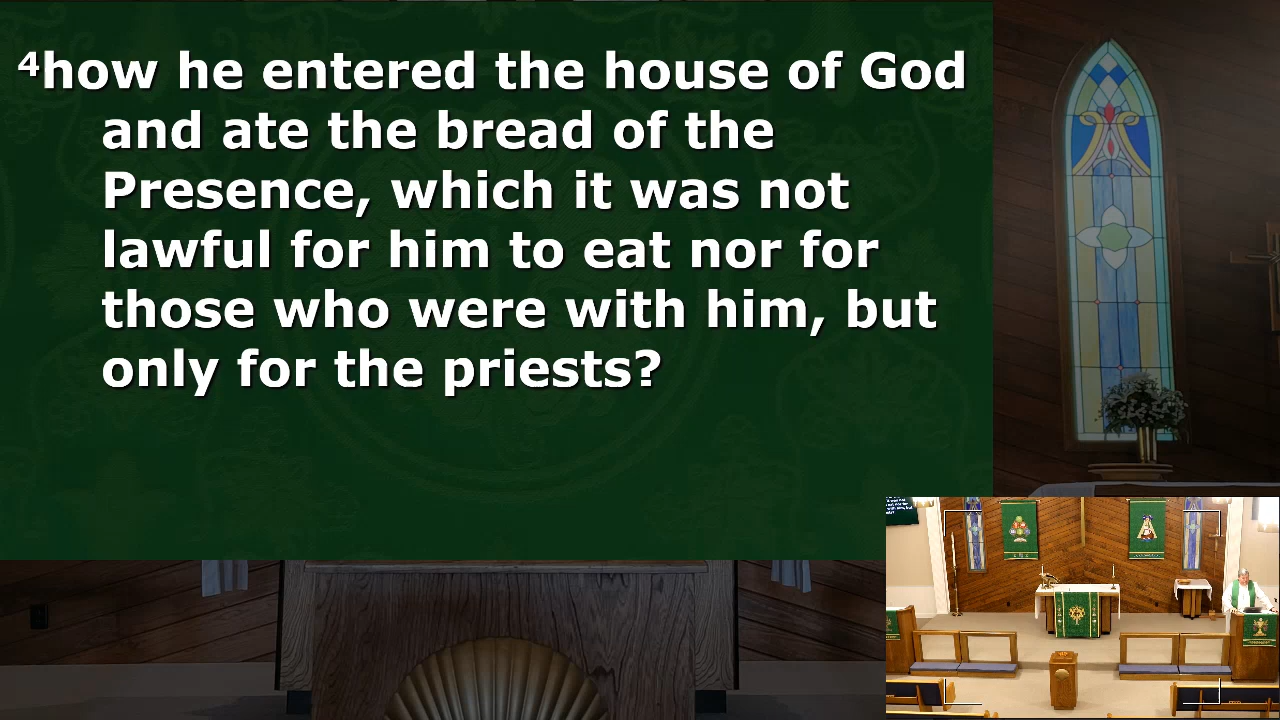 4how he entered the house of God
and ate the bread of the
Presence, which it was not
lawful for him to eat nor for
those who were with him, but
only for the priests?